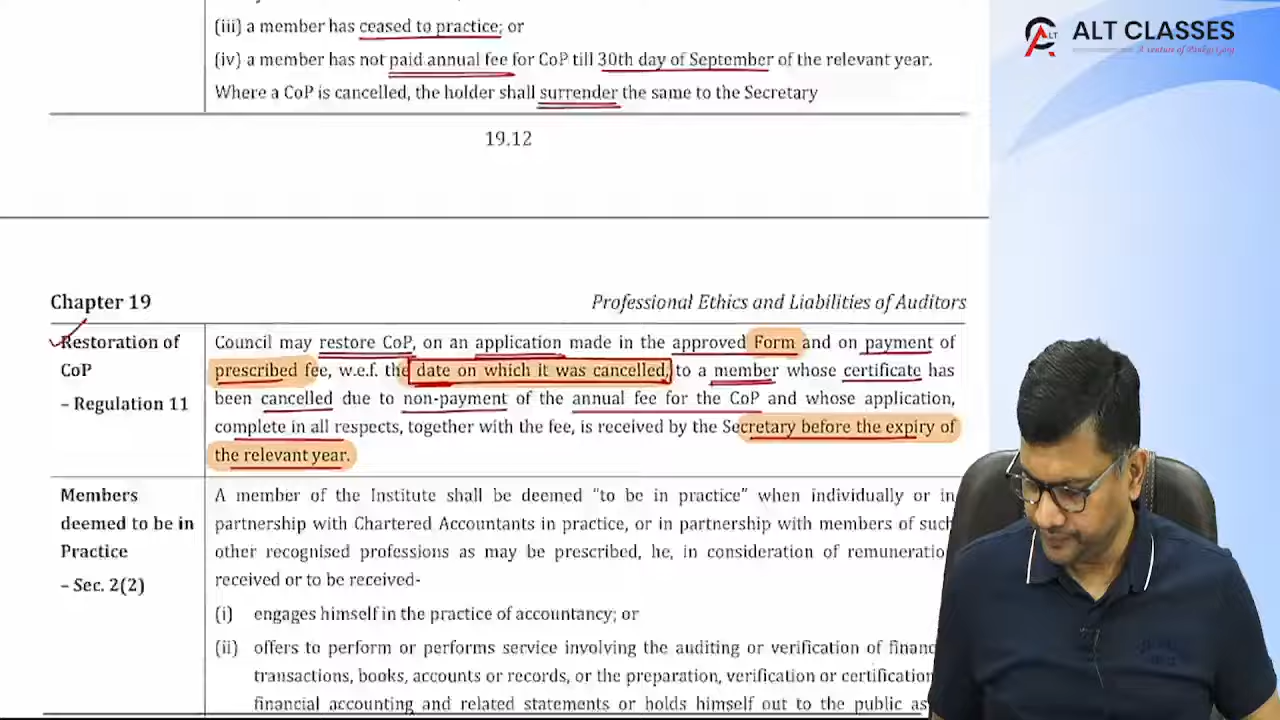 (iii) a member has ceased to practice; or
(iv) a member has not paid annual fee for CoP till 30th day of September of the relevant year.
Where a CoP is cancelled, the holder shall surrender the same to the Secretary
19.12
ALT CLASSES
A venture of Pankaj Garg
Chapter 19
Professional Ethics and Liabilities of Auditors
Restoration of
CoP
– Regulation 11
Council may restore CoP, on an application made in the approved Form and on payment of
prescribed fee, w.e.f. the date on which it was cancelled, to a member whose certificate has
been cancelled due to non-payment of the annual fee for the CoP and whose application,
complete in all respects, together with the fee, is received by the Secretary before the expiry of
the relevant year.
Members
deemed to be in
Practice
– Sec. 2(2)
A member of the Institute shall be deemed “to be in practice” when individually or in
partnership with Chartered Accountants in practice, or in partnership with members of such
other recognised professions as may be prescribed, he, in consideration of remuneratio
received or to be received-
(i) engages himself in the practice of accountancy; or
(ii) offers to perform or performs service involving the auditing or verification of financ
transactions, books, accounts or records, or the preparation, verification or certification
financial accounting and related statements or holds himself out to the public as